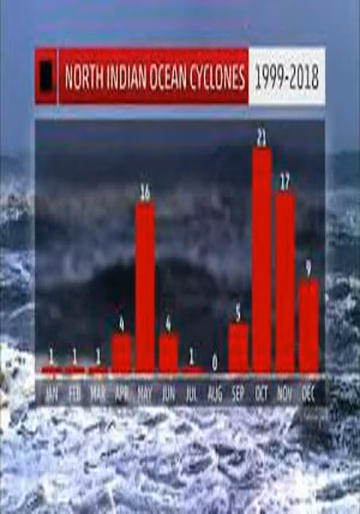 NORTH INDIAN OCEAN CYCLONES 1999-2018
21
17
16
9
5
4 4
1 1 1 1 0
JAN FEB MAR APR MAY JUN JUL AUG SEP OCT NOV DEC